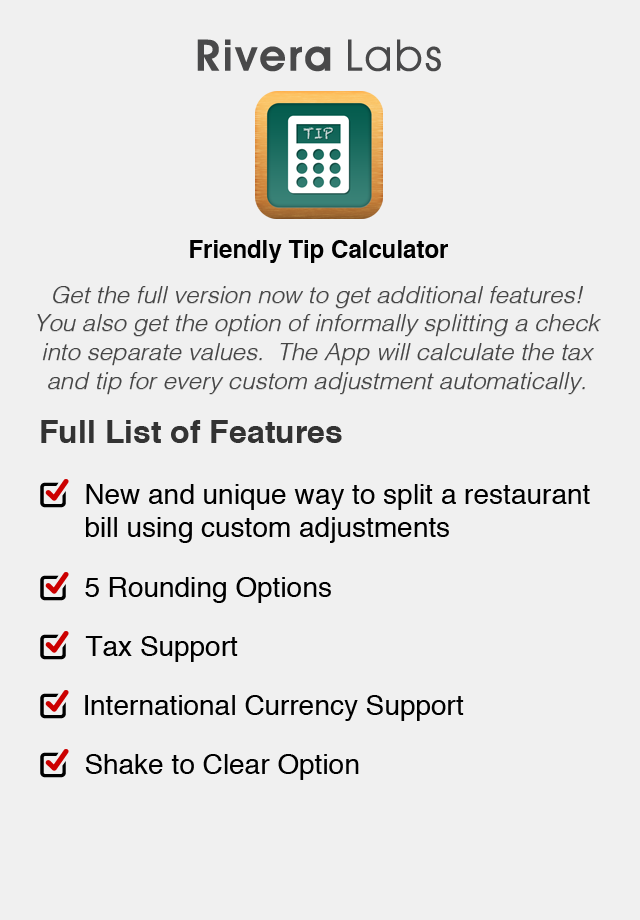 Rivera Labs
TIP
Friendly Tip Calculator
Get the full version now to get additional features!
You also get the option of informally splitting a check
into separate values.  The App will calculate the tax
and tip for every custom adjustment automatically.
Full List of Features
New and unique way to split a restaurant
bill using custom adjustments
5 Rounding Options
Tax Support
International Currency Support
Shake to Clear Option